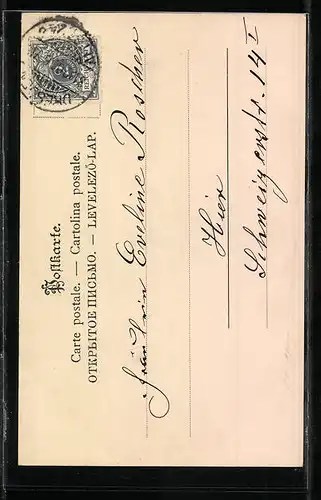 Postkarte.
Carte postale. — Cartolina postale.
ОТКРЫТОЕ ПИСЬМО. — LEVELEZŐ-LAP.
Fräulein Eveline Roscher
Hier
Schweizerstr. 14 I